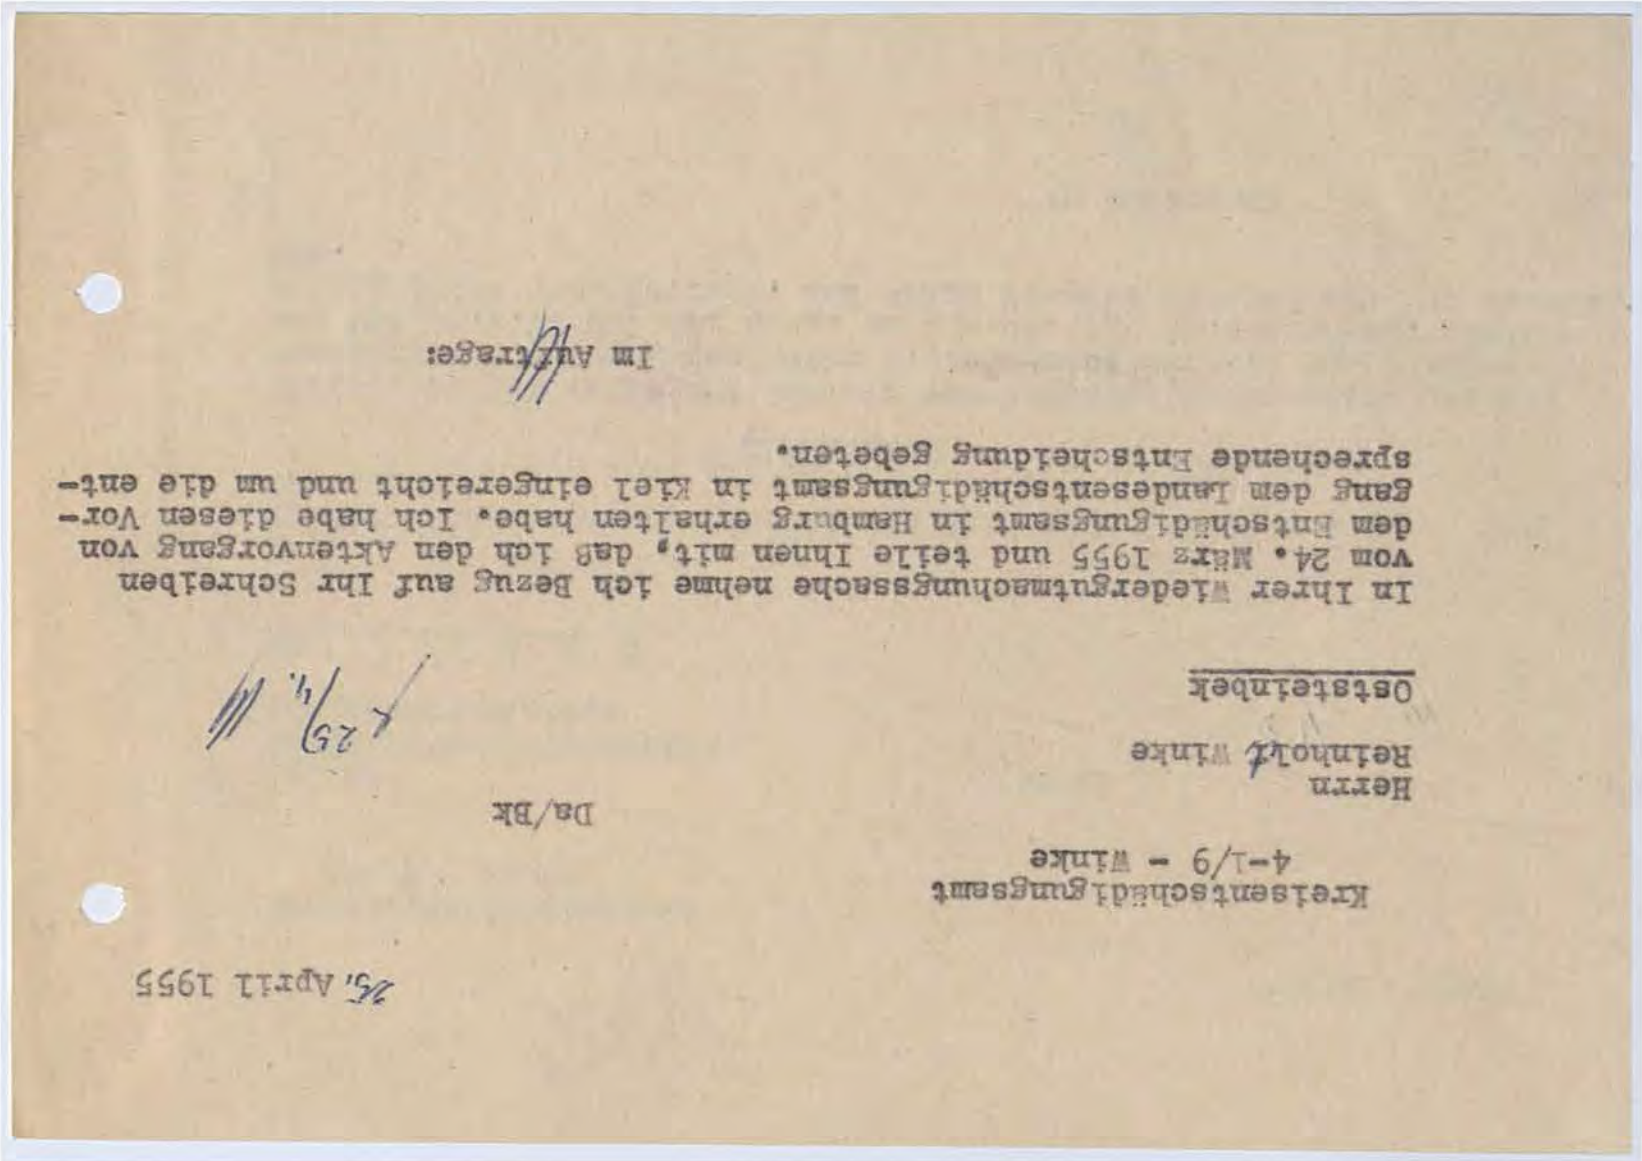 25. April 1955
Kreisentschädigungsamt
4-1/9 - Winke
Da/Bk
Herrn
Reinhold Winke
Oststeinbek
25/4.
In Ihrer Wiedergutmachungssache nehme ich Bezug auf Ihr Schreiben
vom 24. März 1955 und teile Ihnen mit, daß ich den Aktenvorgang von
dem Entschädigungsamt in Hamburg erhalten habe. Ich habe diesen Vor-
gang dem Landesentschädigungsamt in Kiel eingereicht und um die ent-
sprechende Entscheidung gebeten.
Im Auftrage: